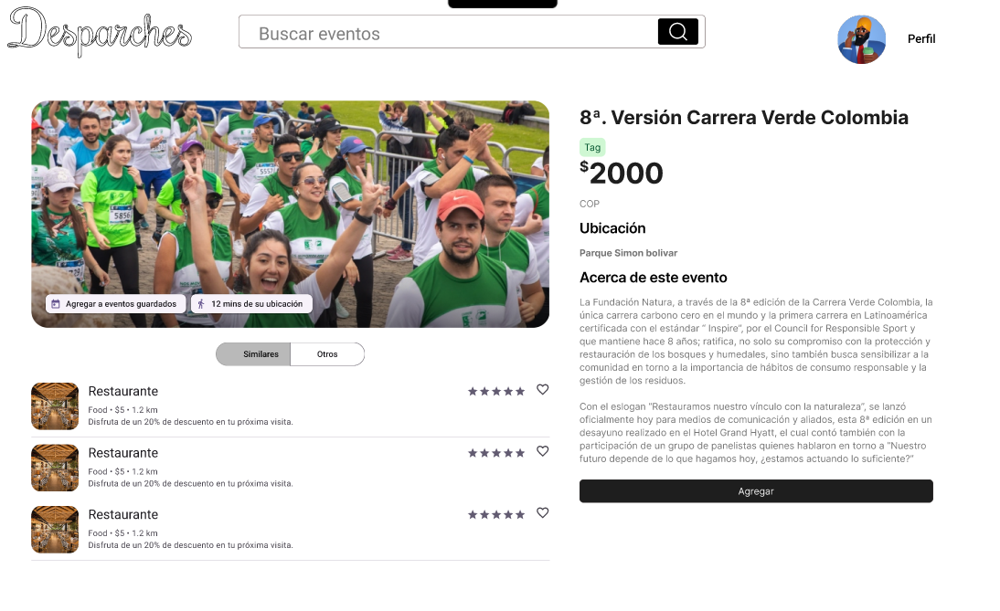 Desparches
Buscar eventos
Perfil
5856
Agregar a eventos guardados
12 mins de su ubicación
Similares
Otros
Restaurante
Food • $5 • 1.2 km
Disfruta de un 20% de descuento en tu próxima visita.
Restaurante
Food • $5 • 1.2 km
Disfruta de un 20% de descuento en tu próxima visita.
Restaurante
Food • $5 • 1.2 km
Disfruta de un 20% de descuento en tu próxima visita.
8ª. Versión Carrera Verde Colombia
Tag
$2000
COP
Ubicación
Parque Simon bolivar
Acerca de este evento
La Fundación Natura, a través de la 8ª edición de la Carrera Verde Colombia, la
única carrera carbono cero en el mundo y la primera carrera en Latinoamérica
certificada con el estándar “ Inspire”, por el Council for Responsible Sport y
que mantiene hace 8 años; ratifica, no solo su compromiso con la protección y
restauración de los bosques y humedales, sino también busca sensibilizar a la
comunidad en torno a la importancia de hábitos de consumo responsable y la
gestión de los residuos.
Con el eslogan “Restauramos nuestro vínculo con la naturaleza”, se lanzó
oficialmente hoy para medios de comunicación y aliados, esta 8ª edición en un
desayuno realizado en el Hotel Grand Hyatt, el cual contó también con la
participación de un grupo de panelistas quienes hablaron en torno a “Nuestro
futuro depende de lo que hagamos hoy, ¿estamos actuando lo suficiente?”
Agregar